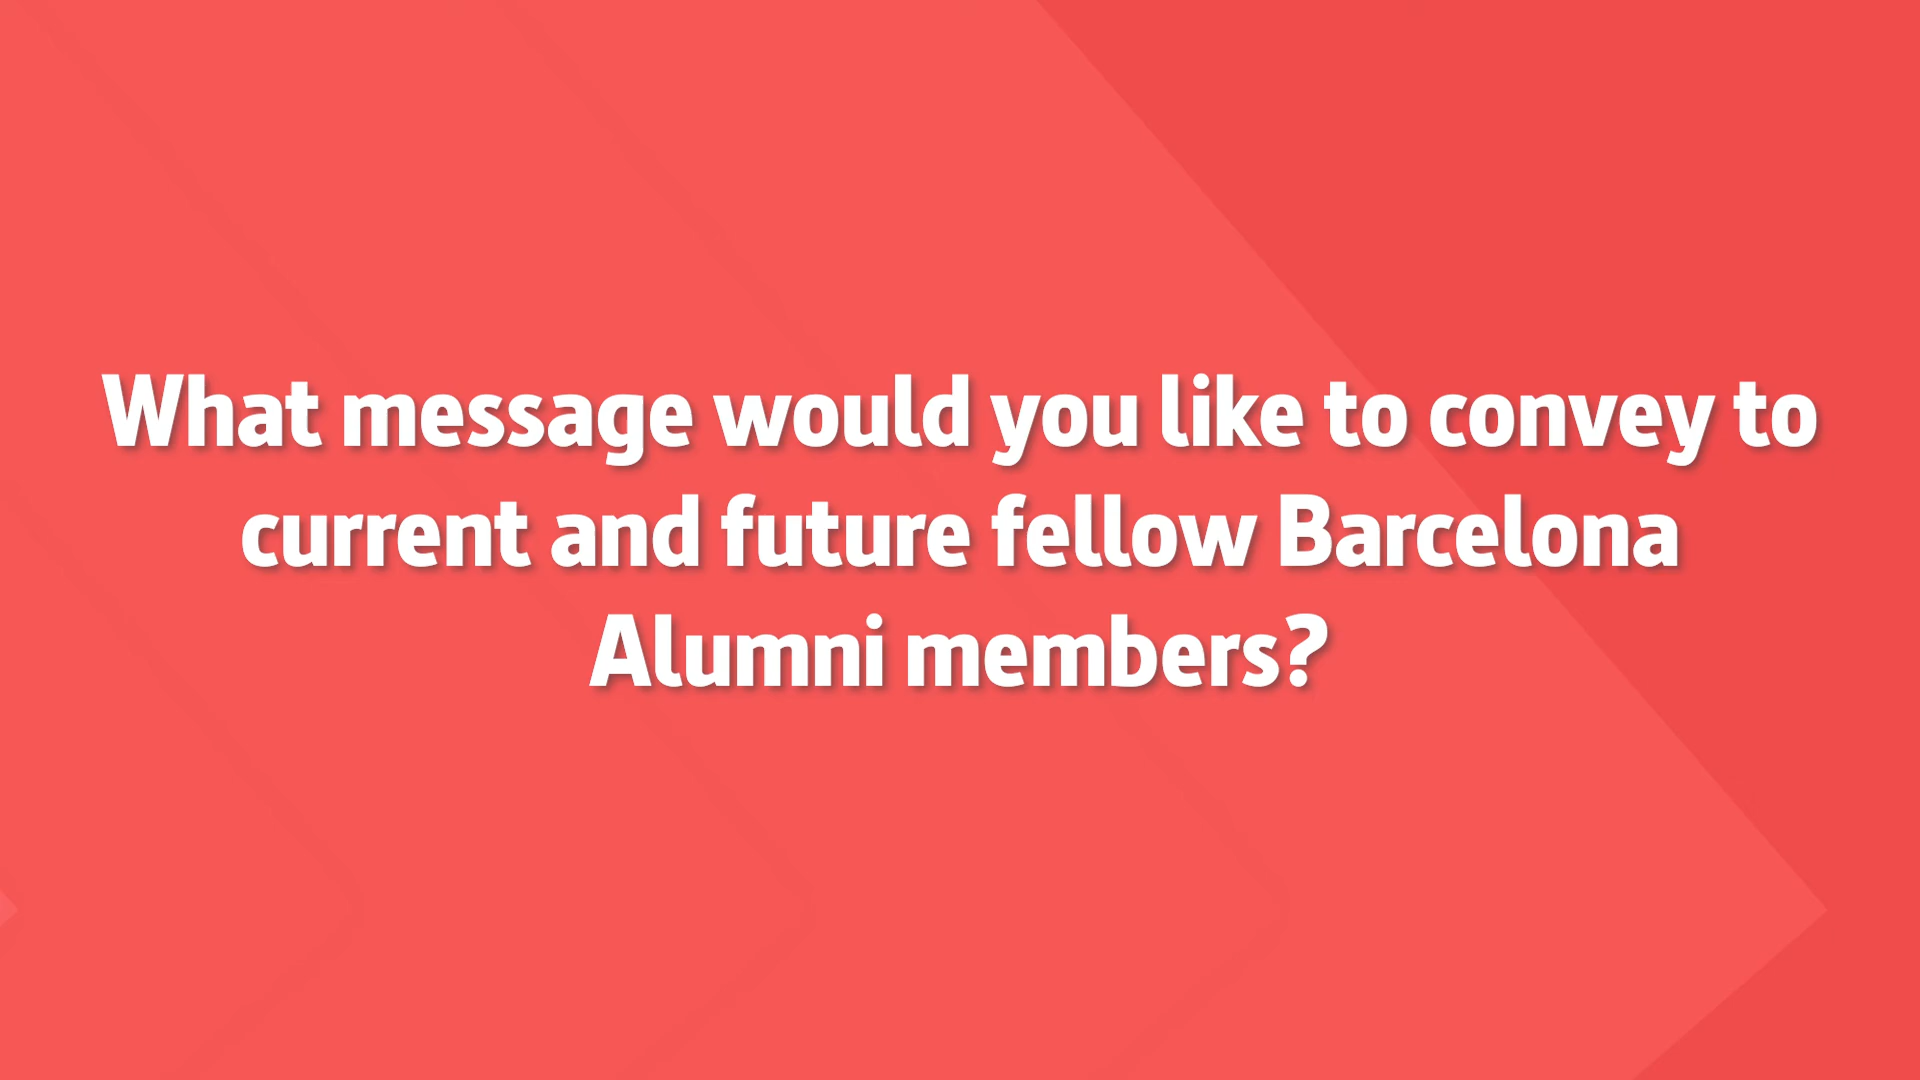 What message would you like to convey to
current and future fellow Barcelona
Alumni members?